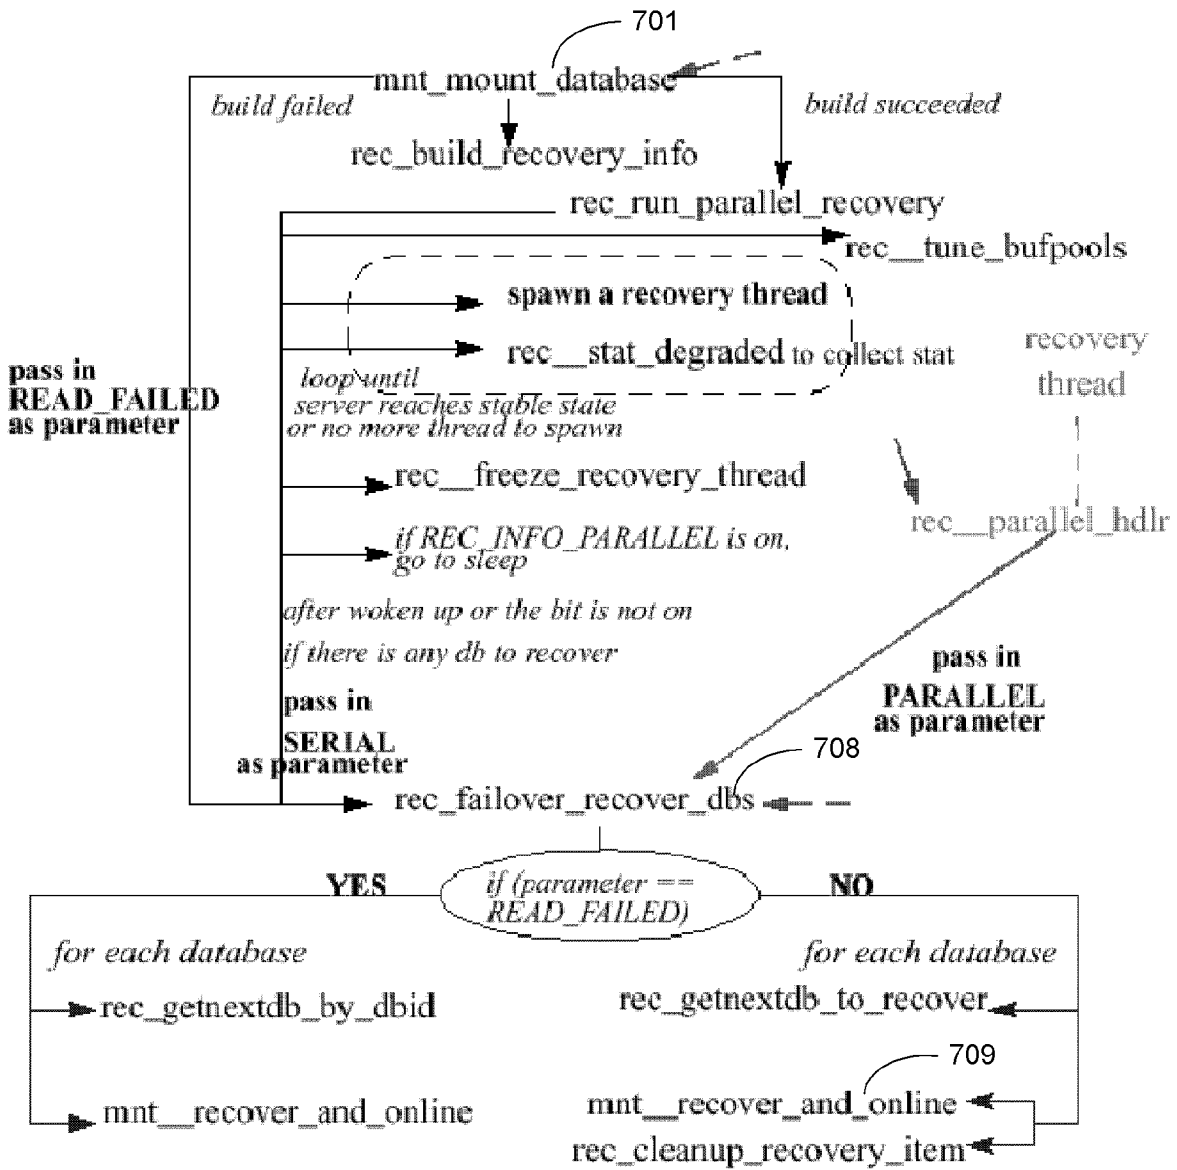 701
mnt_mount_database
build failed
build succeeded
rec_build_recovery_info
rec_run_parallel_recovery
rec__tune_bufpools
spawn a recovery thread
rec__stat_degraded to collect stat
recovery
thread
pass in
READ_FAILED
as parameter
loop until
server reaches stable state
or no more thread to spawn
rec__freeze_recovery_thread
rec__parallel_hdlr
if REC_INFO_PARALLEL is on,
go to sleep
after woken up or the bit is not on
if there is any db to recover
pass in
PARALLEL
as parameter
pass in
SERIAL
as parameter
708
rec_failover_recover_dbs
YES
if (parameter ==
READ_FAILED)
NO
for each database
for each database
rec_getnextdb_by_dbid
rec_getnextdb_to_recover
709
mnt__recover_and_online
mnt__recover_and_online
rec_cleanup_recovery_item